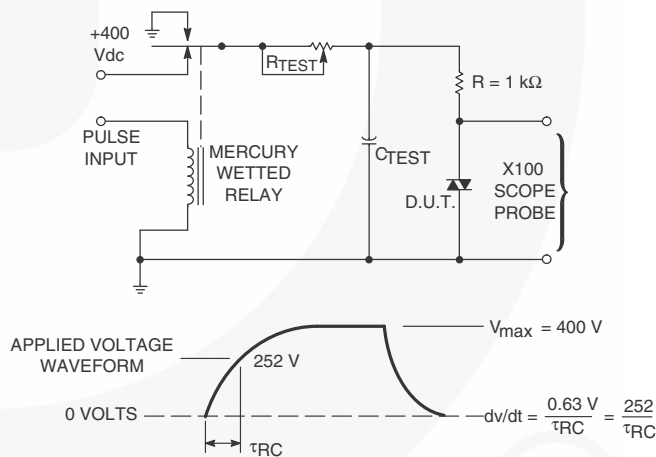 +400
Vdc
RTEST
R = 1 kΩ
PULSE
INPUT
MERCURY
WETTED
RELAY
CTEST
D.U.T.
X100
SCOPE
PROBE
Vmax = 400 V
APPLIED VOLTAGE
WAVEFORM
252 V
0 VOLTS
dv/dt = 0.63 V / τRC = 252 / τRC
τRC